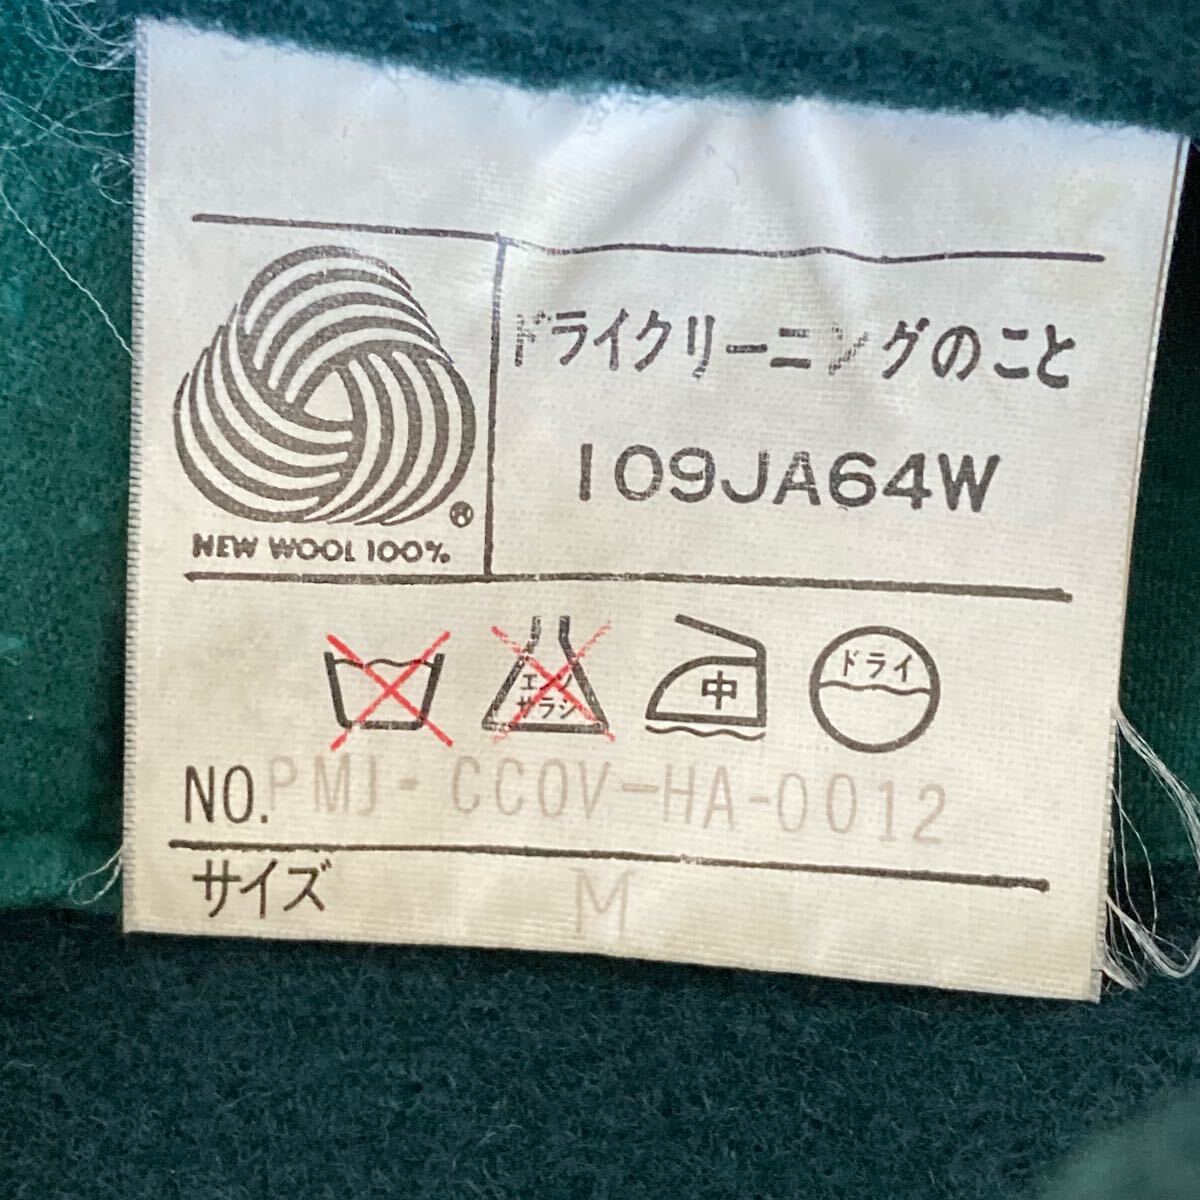 ドライクリーニングのこと
109JA64W
®
NEW WOOL 100%
エンソ
サラシ
中
ドライ
NO. PMJ-CCOV-HA-0012
サイズ M